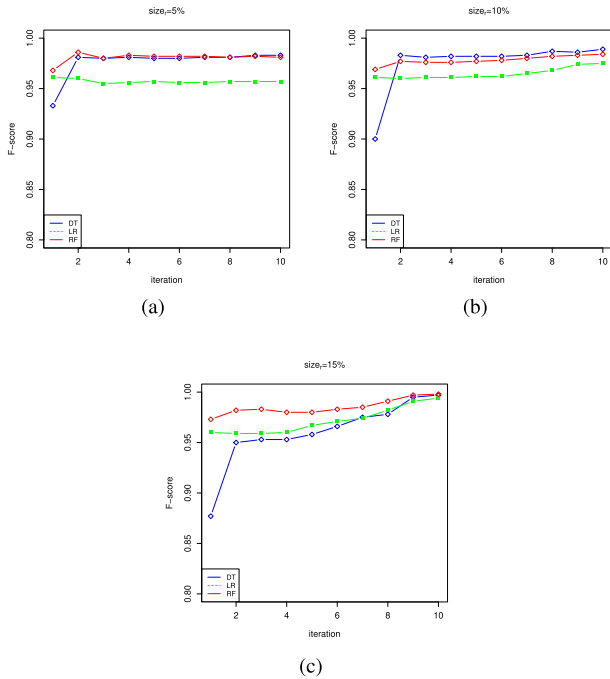 size_r=5%
F−score
1.00
0.95
0.90
0.85
0.80
DT
LR
RF
2 4 6 8 10
iteration
(a)
size_r=10%
F−score
1.00
0.95
0.90
0.85
0.80
DT
LR
RF
2 4 6 8 10
iteration
(b)
size_r=15%
F−score
1.00
0.95
0.90
0.85
0.80
DT
LR
RF
2 4 6 8 10
iteration
(c)